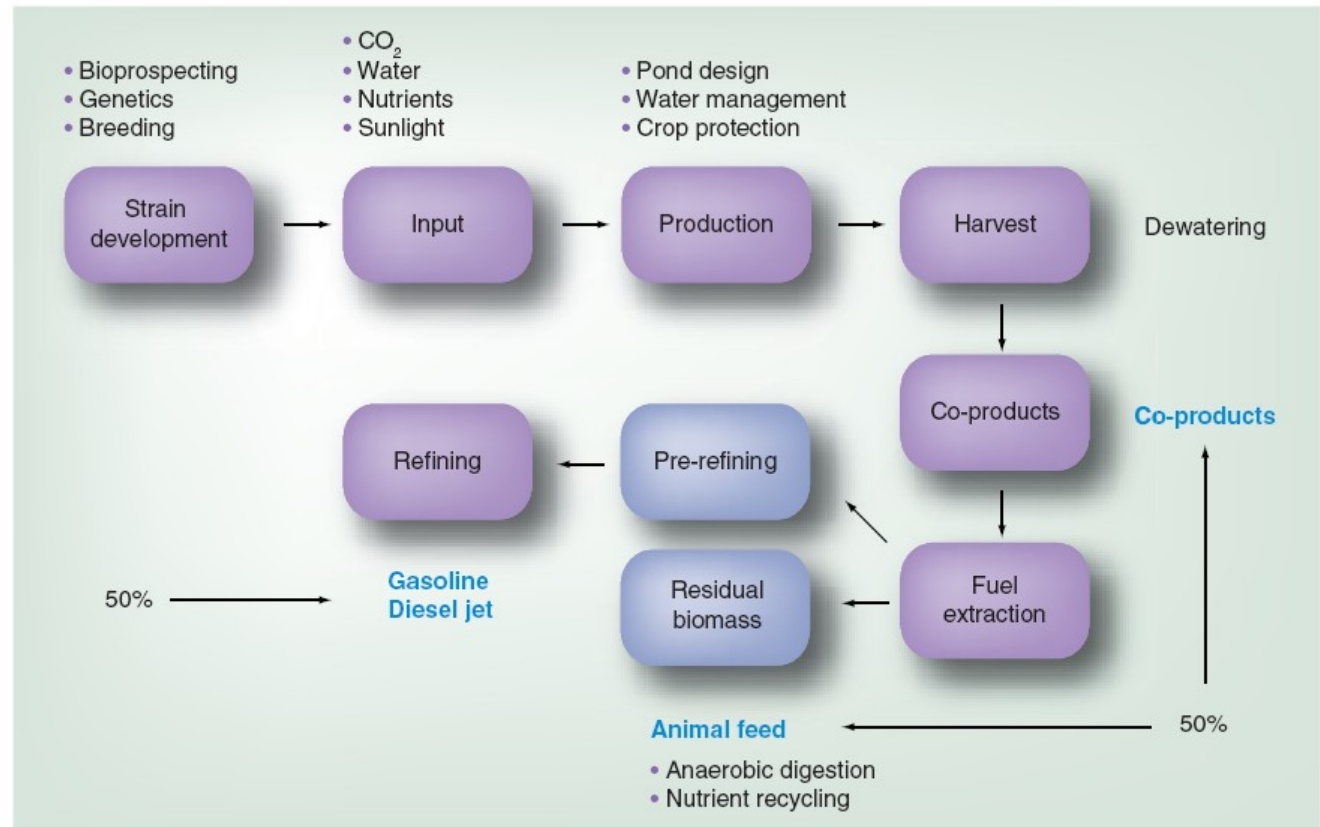 • Bioprospecting
• Genetics
• Breeding
• CO₂
• Water
• Nutrients
• Sunlight
• Pond design
• Water management
• Crop protection
Strain
development
Input
Production
Harvest
Dewatering
Co-products
Co-products
Refining
Pre-refining
Gasoline
Diesel jet
50%
Residual
biomass
Fuel
extraction
Animal feed
50%
• Anaerobic digestion
• Nutrient recycling